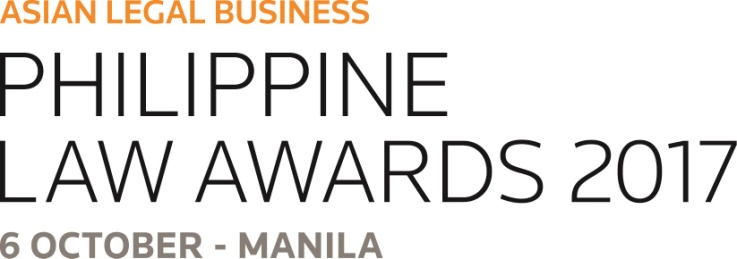 ASIAN LEGAL BUSINESS
PHILIPPINE
LAW AWARDS 2017
6 OCTOBER - MANILA